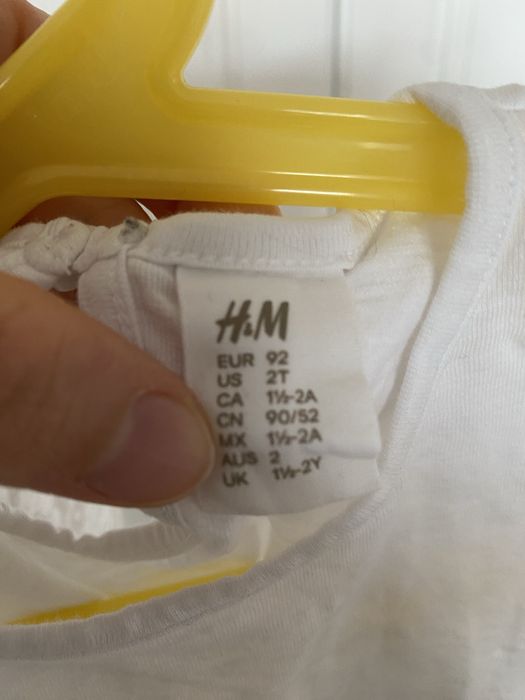 H&M
EUR 92
US 2T
CA 1½-2A
CN 90/52
MX 1½-2A
AUS 2
UK 1½-2Y